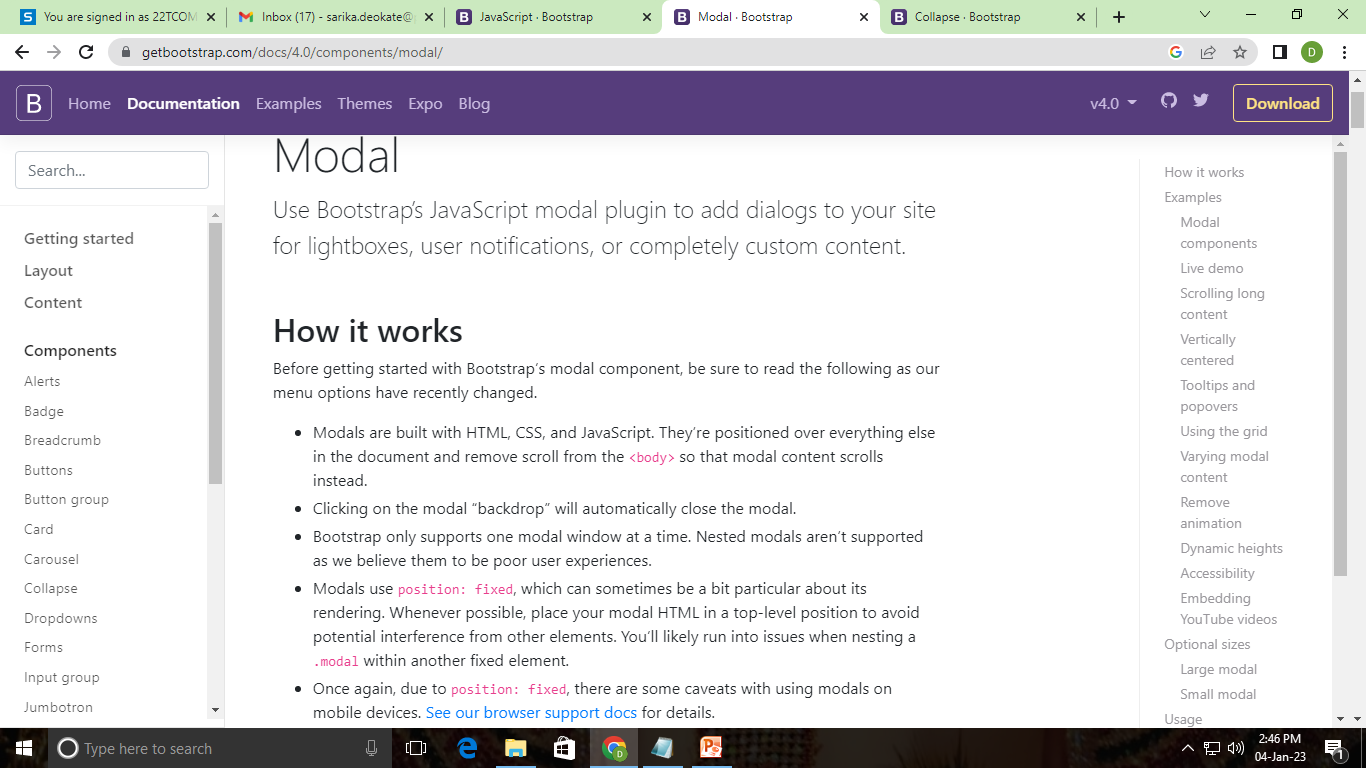 You are signed in as 22TCOM
Inbox (17) - sarika.deokate@
JavaScript · Bootstrap
Modal · Bootstrap
Collapse · Bootstrap
getbootstrap.com/docs/4.0/components/modal/
D
B
Home
Documentation
Examples
Themes
Expo
Blog
v4.0
Download
Search...
Getting started
Layout
Content
Components
Alerts
Badge
Breadcrumb
Buttons
Button group
Card
Carousel
Collapse
Dropdowns
Forms
Input group
Jumbotron
Modal
Use Bootstrap’s JavaScript modal plugin to add dialogs to your site
for lightboxes, user notifications, or completely custom content.
How it works
Before getting started with Bootstrap’s modal component, be sure to read the following as our
menu options have recently changed.
• Modals are built with HTML, CSS, and JavaScript. They’re positioned over everything else
in the document and remove scroll from the <body> so that modal content scrolls
instead.
• Clicking on the modal “backdrop” will automatically close the modal.
• Bootstrap only supports one modal window at a time. Nested modals aren’t supported
as we believe them to be poor user experiences.
• Modals use position: fixed, which can sometimes be a bit particular about its
rendering. Whenever possible, place your modal HTML in a top-level position to avoid
potential interference from other elements. You’ll likely run into issues when nesting a
.modal within another fixed element.
• Once again, due to position: fixed, there are some caveats with using modals on
mobile devices. See our browser support docs for details.
How it works
Examples
Modal
components
Live demo
Scrolling long
content
Vertically
centered
Tooltips and
popovers
Using the grid
Varying modal
content
Remove
animation
Dynamic heights
Accessibility
Embedding
YouTube videos
Optional sizes
Large modal
Small modal
Usage
Type here to search
2:46 PM
04-Jan-23
1